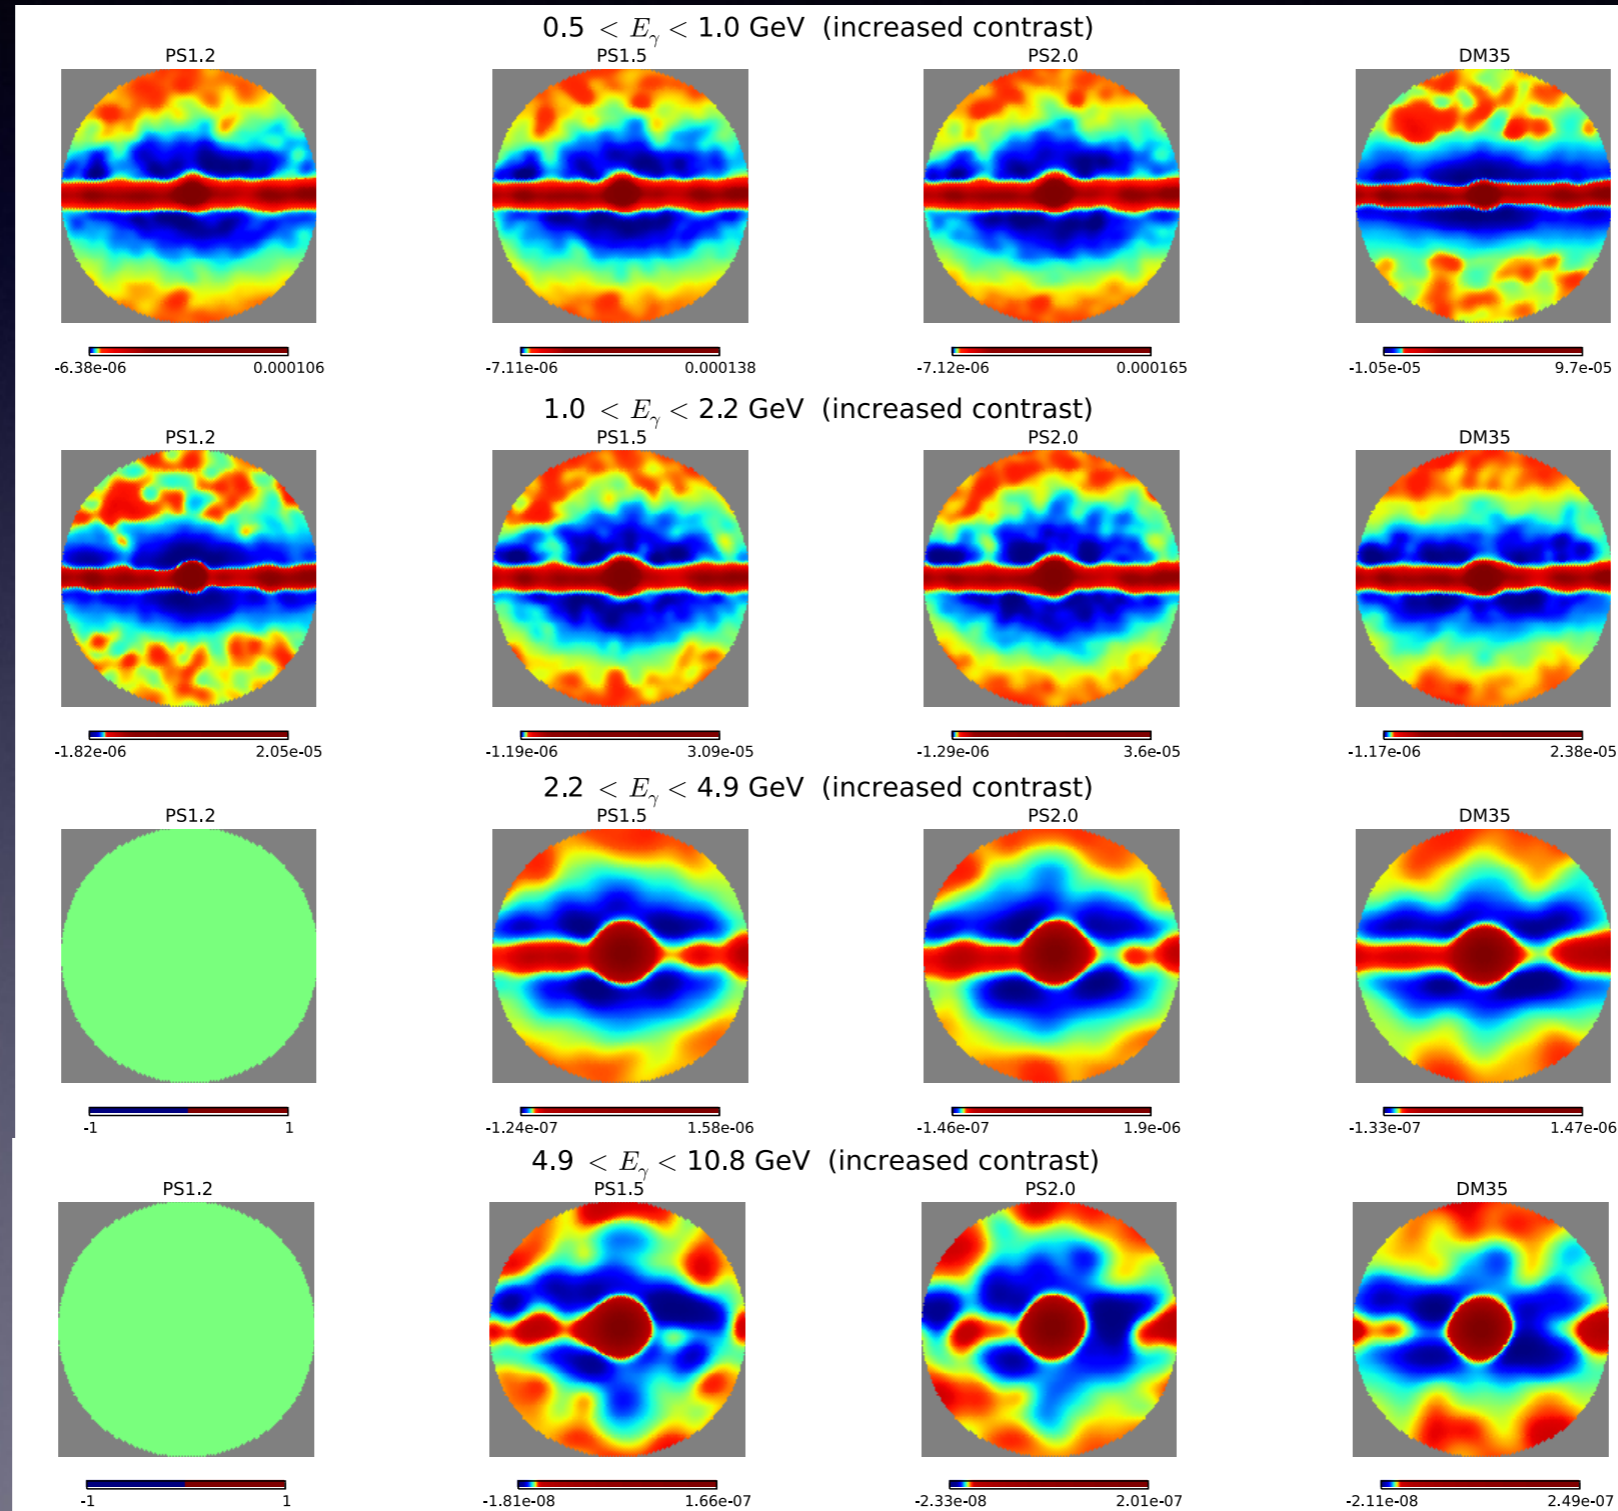 0.5 < E_γ < 1.0 GeV (increased contrast)
PS1.2 PS1.5 PS2.0 DM35
-6.38e-06 0.000106 -7.11e-06 0.000138 -7.12e-06 0.000165 -1.05e-05 9.7e-05
1.0 < E_γ < 2.2 GeV (increased contrast)
PS1.2 PS1.5 PS2.0 DM35
-1.82e-06 2.05e-05 -1.19e-06 3.09e-05 -1.29e-06 3.6e-05 -1.17e-06 2.38e-05
2.2 < E_γ < 4.9 GeV (increased contrast)
PS1.2 PS1.5 PS2.0 DM35
-1 1 -1.24e-07 1.58e-06 -1.46e-07 1.9e-06 -1.33e-07 1.47e-06
4.9 < E_γ < 10.8 GeV (increased contrast)
PS1.2 PS1.5 PS2.0 DM35
-1 1 -1.81e-08 1.66e-07 -2.33e-08 2.01e-07 -2.11e-08 2.49e-07